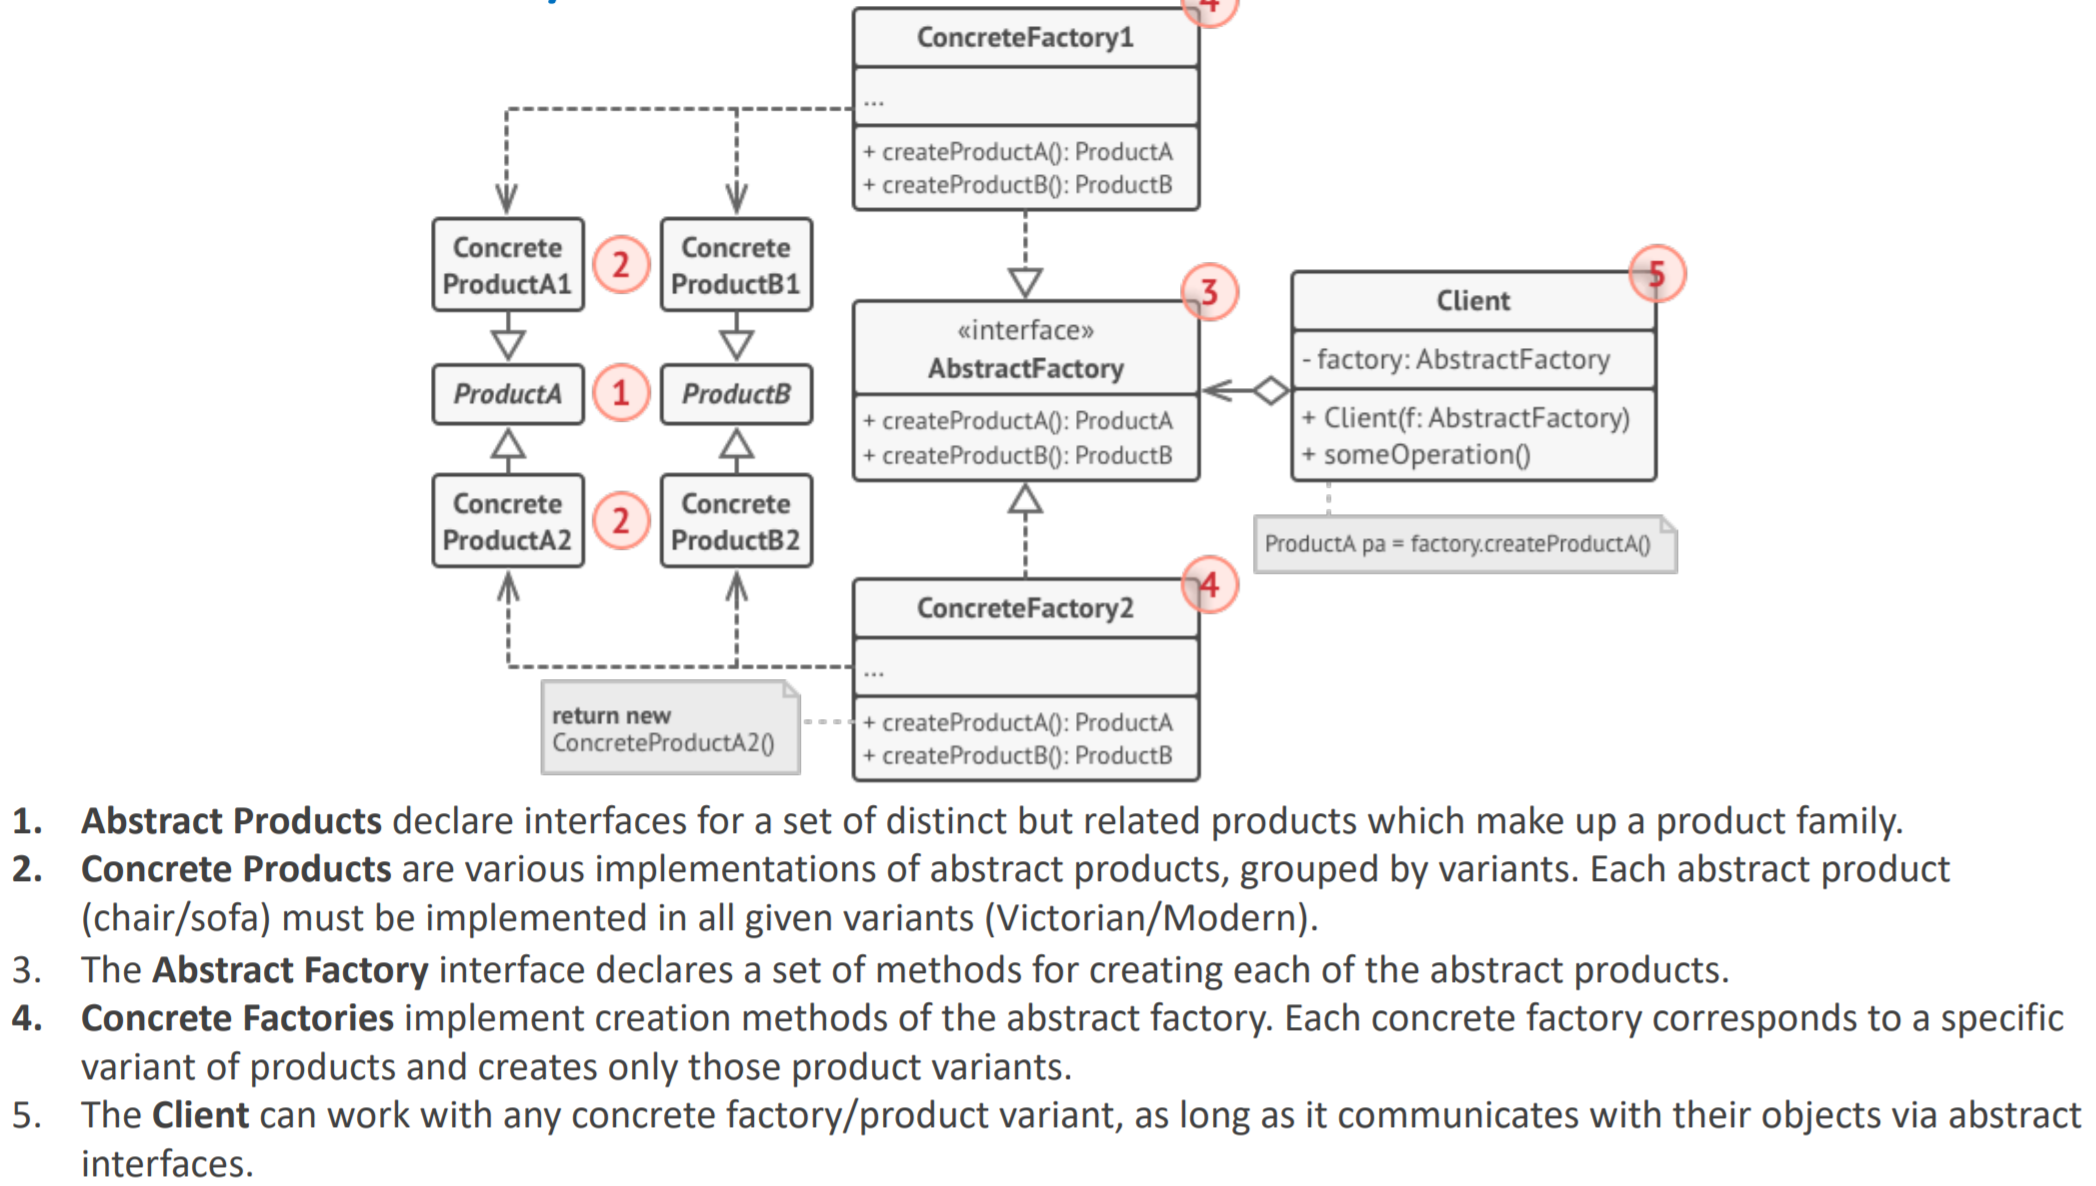 4
ConcreteFactory1
...
+ createProductA(): ProductA
+ createProductB(): ProductB
Concrete
ProductA1
2
Concrete
ProductB1
ProductA
1
ProductB
Concrete
ProductA2
2
Concrete
ProductB2
3
«interface»
AbstractFactory
+ createProductA(): ProductA
+ createProductB(): ProductB
5
Client
- factory: AbstractFactory
+ Client(f: AbstractFactory)
+ someOperation()
ProductA pa = factory.createProductA()
4
ConcreteFactory2
...
+ createProductA(): ProductA
+ createProductB(): ProductB
return new
ConcreteProductA2()
1. Abstract Products declare interfaces for a set of distinct but related products which make up a product family.
2. Concrete Products are various implementations of abstract products, grouped by variants. Each abstract product
(chair/sofa) must be implemented in all given variants (Victorian/Modern).
3. The Abstract Factory interface declares a set of methods for creating each of the abstract products.
4. Concrete Factories implement creation methods of the abstract factory. Each concrete factory corresponds to a specific
variant of products and creates only those product variants.
5. The Client can work with any concrete factory/product variant, as long as it communicates with their objects via abstract
interfaces.